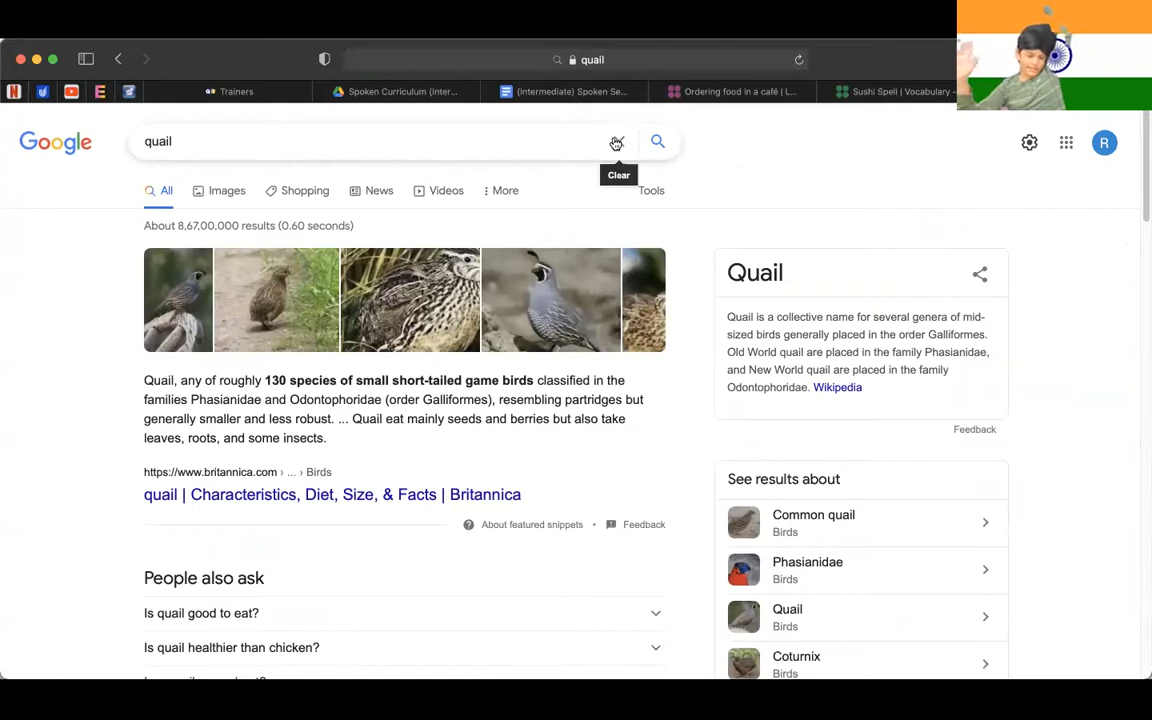 quail
Trainers
Spoken Curriculum (Inter...
(Intermediate) Spoken Se...
Ordering food in a café | L...
Sushi Spell | Vocabulary -
Google
quail
Clear
R
All
Images
Shopping
News
Videos
More
Tools
About 8,67,00,000 results (0.60 seconds)
Quail, any of roughly 130 species of small short-tailed game birds classified in the
families Phasianidae and Odontophoridae (order Galliformes), resembling partridges but
generally smaller and less robust. ... Quail eat mainly seeds and berries but also take
leaves, roots, and some insects.
https://www.britannica.com › ... › Birds
quail | Characteristics, Diet, Size, & Facts | Britannica
About featured snippets • Feedback
People also ask
Is quail good to eat?
Is quail healthier than chicken?
Quail
Quail is a collective name for several genera of mid-
sized birds generally placed in the order Galliformes.
Old World quail are placed in the family Phasianidae,
and New World quail are placed in the family
Odontophoridae. Wikipedia
Feedback
See results about
Common quail
Birds
Phasianidae
Birds
Quail
Birds
Coturnix
Birds